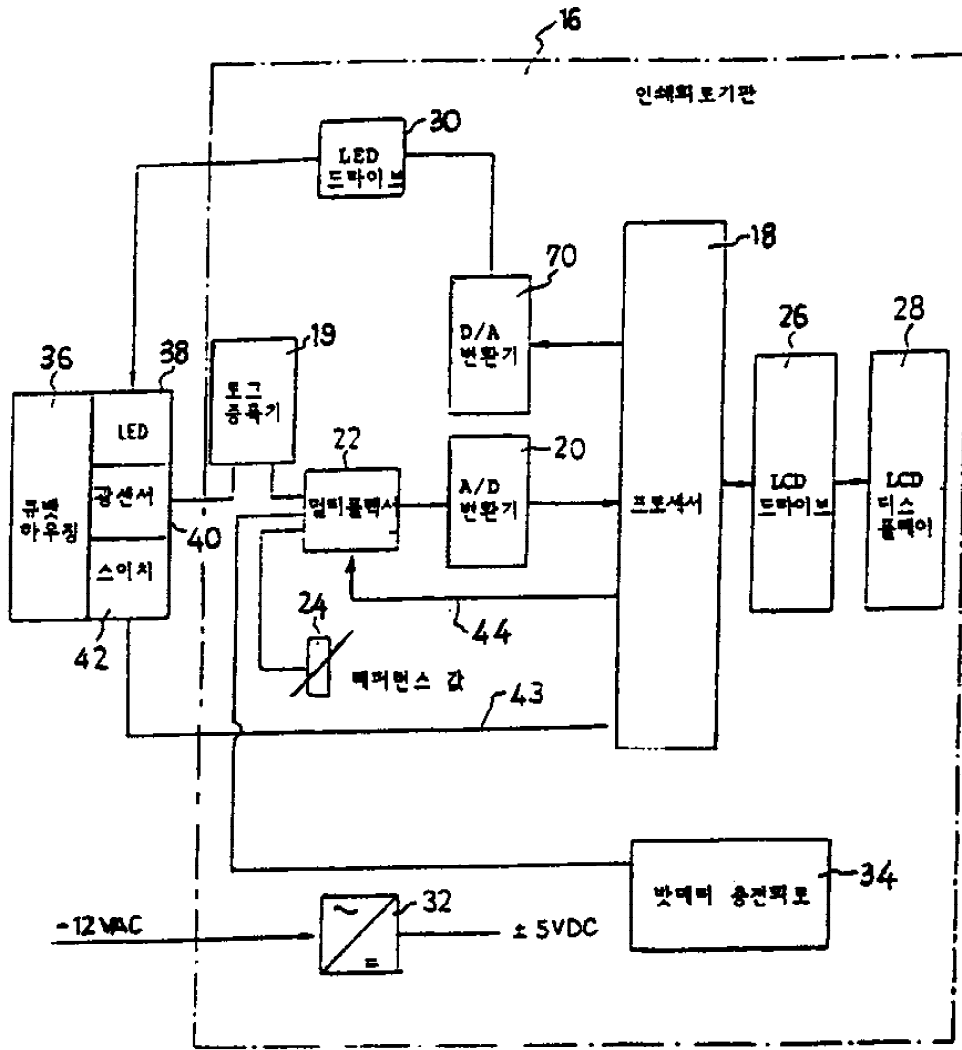 16
인쇄회로기판
30
LED
드라이브
18
70
D/A
변환기
26
28
19
로그
증폭기
36
38
LED
광센서
스위치
큐벳
하우징
40
42
22
멀티플렉서
20
A/D
변환기
프로세서
LCD
드라이브
LCD
디스
플레이
24
44
레퍼런스 값
43
밧데리 충전회로
34
~12 VAC
32
± 5VDC